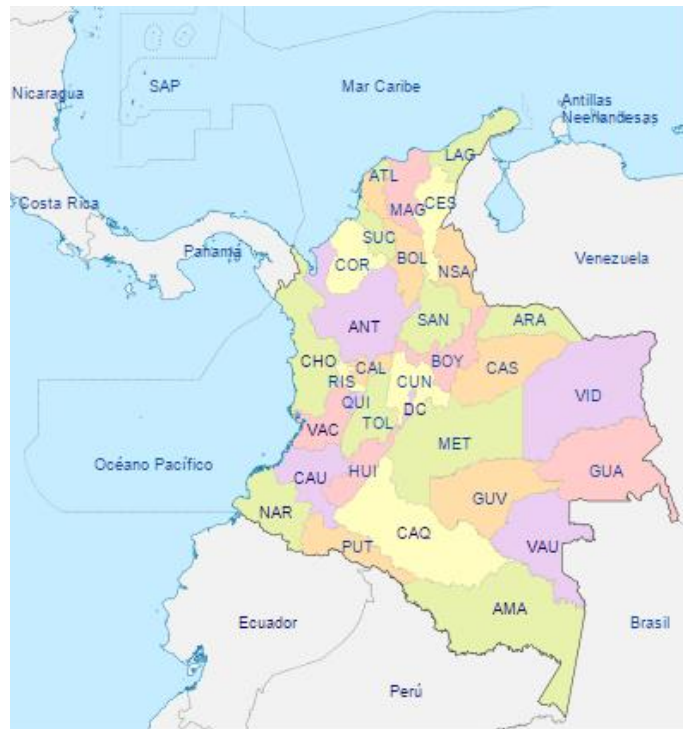 Nicaragua
SAP
Mar Caribe
Antillas
Neerlandesas
LAG
ATL
MAG
CES
Costa Rica
SUC
Panamá
COR
BOL
NSA
Venezuela
ANT
SAN
ARA
CHO
RIS
CAL
BOY
CAS
CUN
QUI
DC
VID
VAC
TOL
MET
Océano Pacífico
CAU
HUI
GUA
NAR
GUV
CAQ
PUT
VAU
AMA
Ecuador
Brasil
Perú